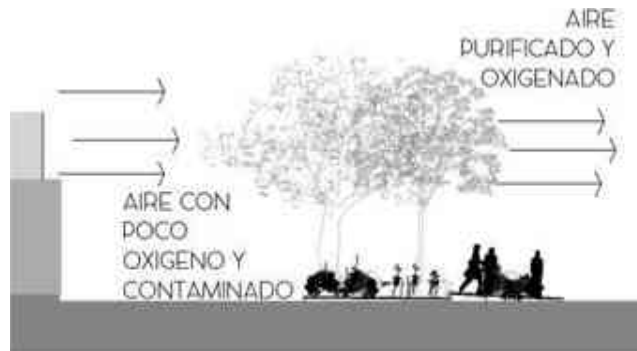 AIRE
PURIFICADO Y
OXIGENADO
AIRE CON
POCO
OXIGENO Y
CONTAMINADO